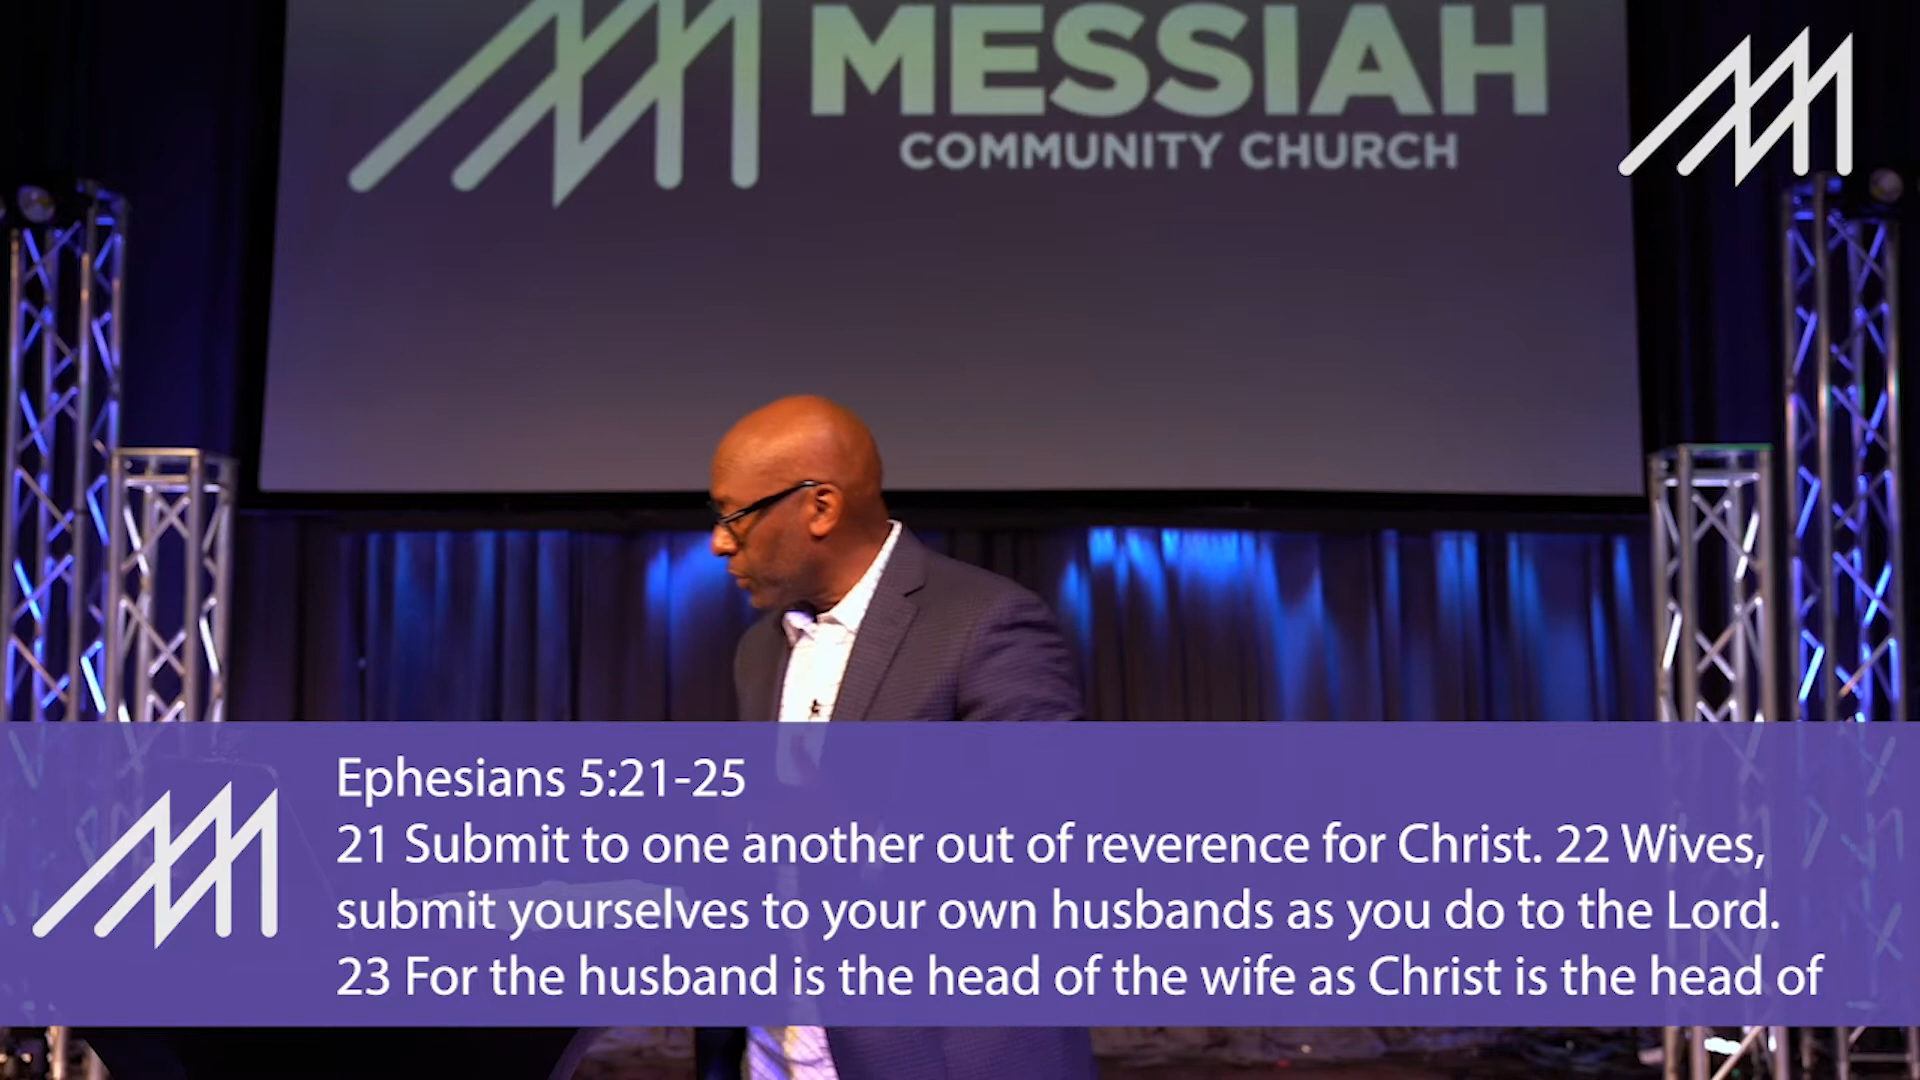 MESSIAH
COMMUNITY CHURCH
Ephesians 5:21-25
21 Submit to one another out of reverence for Christ. 22 Wives,
submit yourselves to your own husbands as you do to the Lord.
23 For the husband is the head of the wife as Christ is the head of